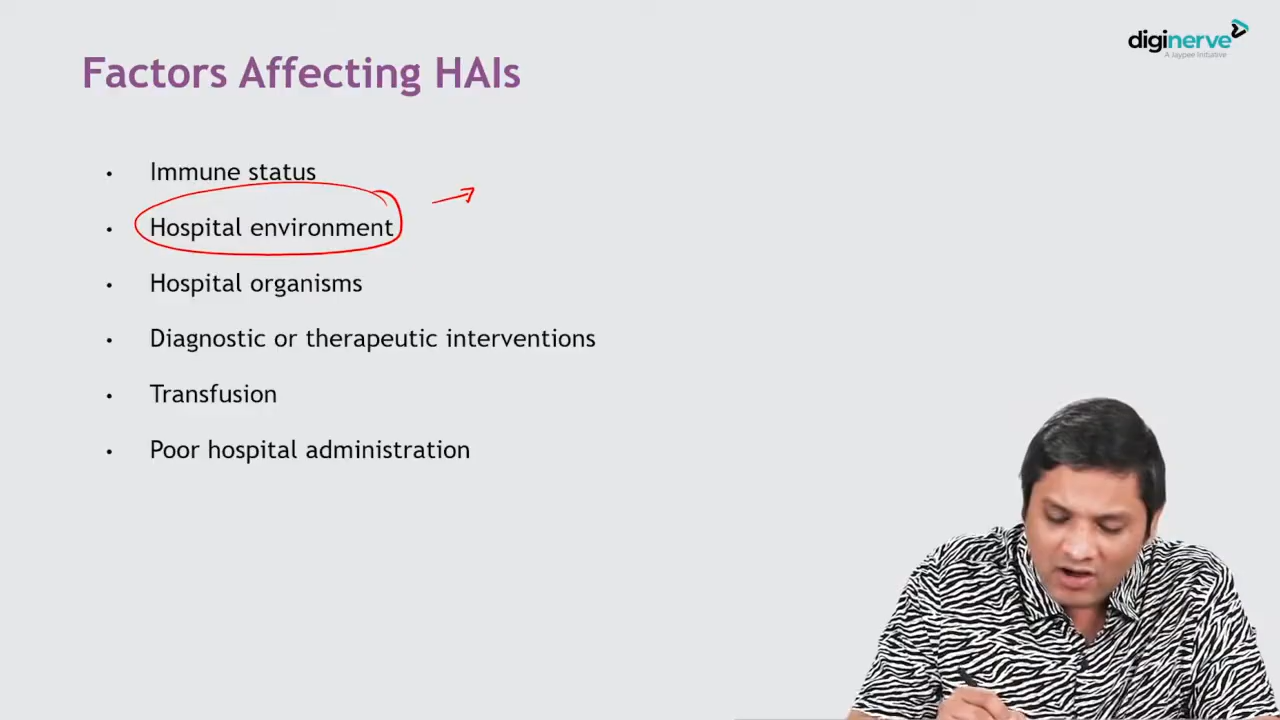 diginerve
A Jaypee Initiative
Factors Affecting HAIs
• Immune status
• Hospital environment
• Hospital organisms
• Diagnostic or therapeutic interventions
• Transfusion
• Poor hospital administration